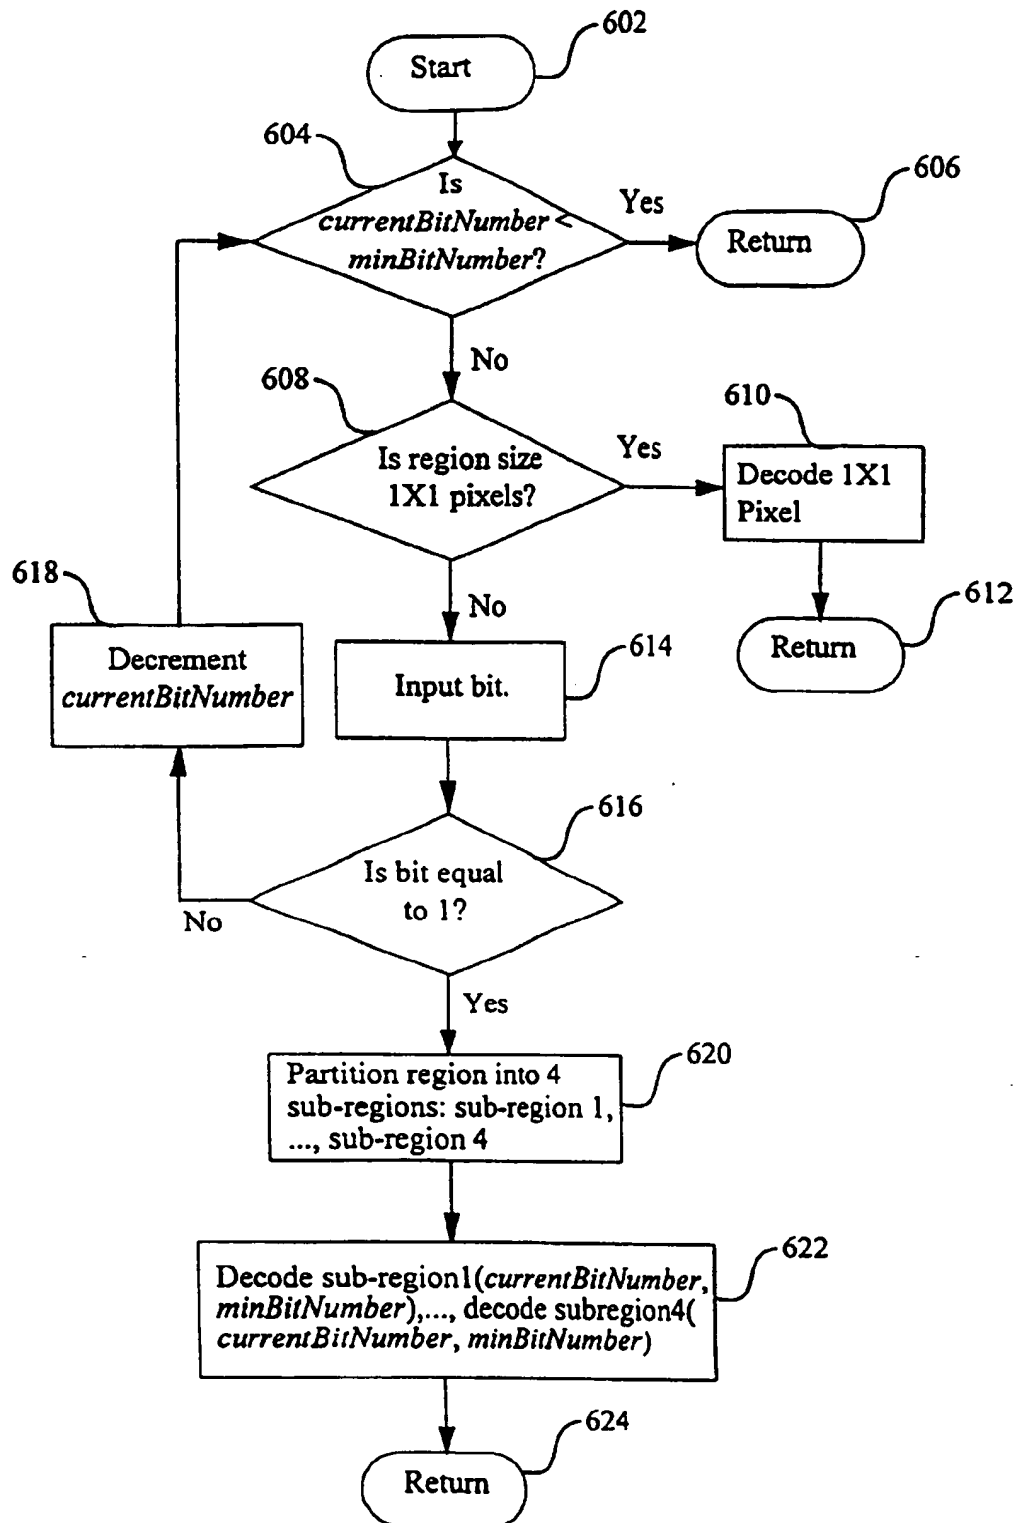 602
Start
604
Is
currentBitNumber <
minBitNumber?
Yes
606
Return
No
608
Is region size
1X1 pixels?
Yes
610
Decode 1X1
Pixel
612
Return
No
618
Decrement
currentBitNumber
614
Input bit.
616
Is bit equal
to 1?
No
Yes
620
Partition region into 4
sub-regions: sub-region 1,
..., sub-region 4
622
Decode sub-region1(currentBitNumber,
minBitNumber),..., decode subregion4(
currentBitNumber, minBitNumber)
624
Return